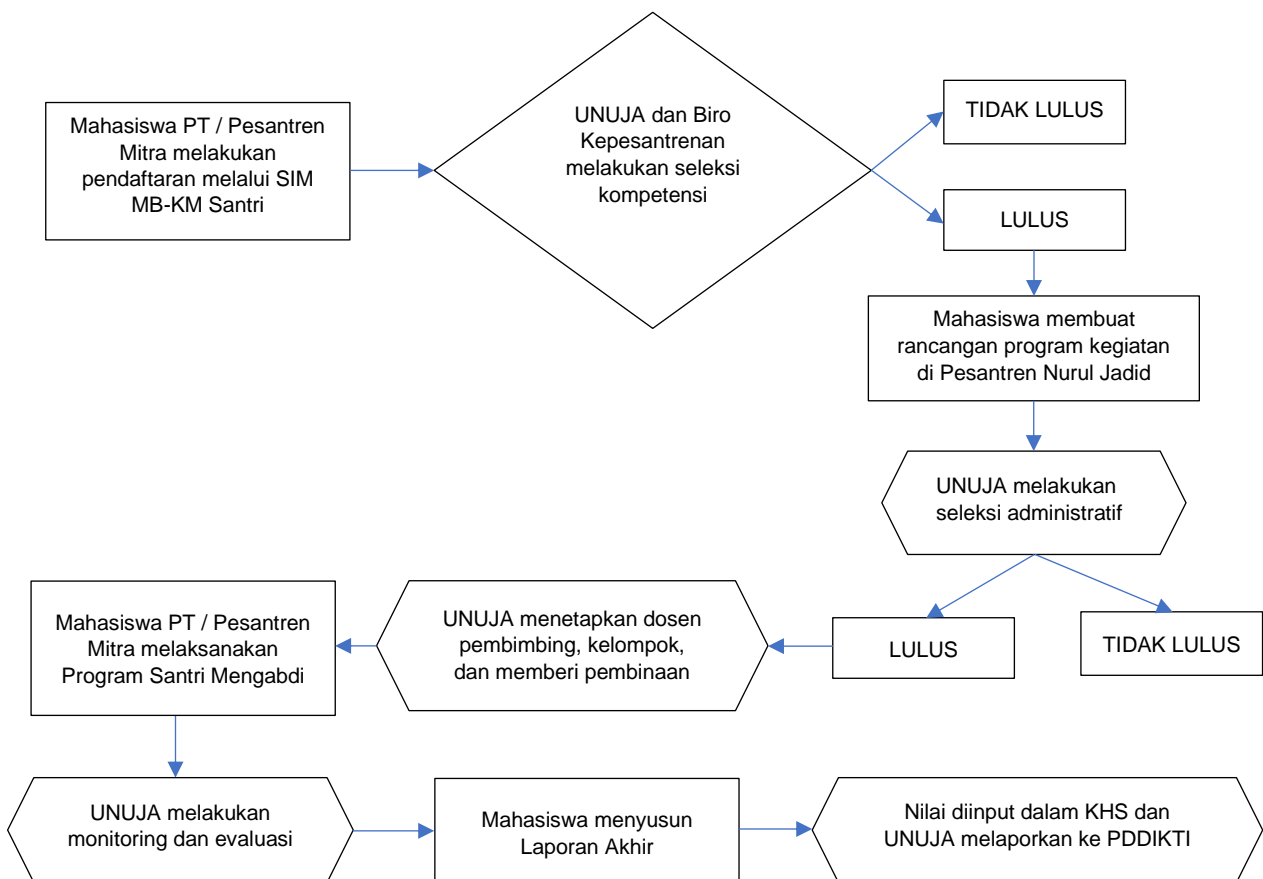 Mahasiswa PT / Pesantren
Mitra melakukan
pendaftaran melalui SIM
MB-KM Santri
UNUJA dan Biro
Kepesantrenan
melakukan seleksi
kompetensi
TIDAK LULUS
LULUS
Mahasiswa membuat
rancangan program kegiatan
di Pesantren Nurul Jadid
UNUJA melakukan
seleksi administratif
LULUS
TIDAK LULUS
UNUJA menetapkan dosen
pembimbing, kelompok,
dan memberi pembinaan
Mahasiswa PT / Pesantren
Mitra melaksanakan
Program Santri Mengabdi
UNUJA melakukan
monitoring dan evaluasi
Mahasiswa menyusun
Laporan Akhir
Nilai diinput dalam KHS dan
UNUJA melaporkan ke PDDIKTI